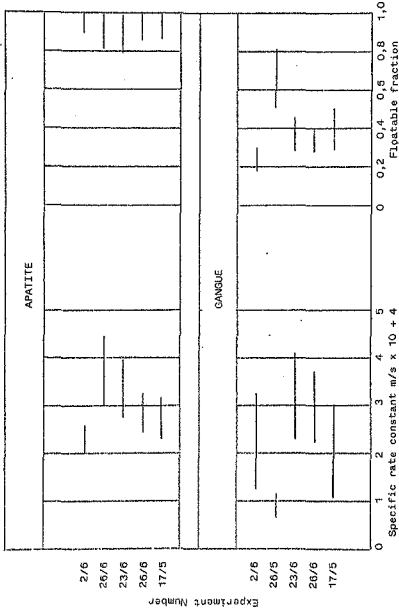 APATITE
2/6
26/6
23/6
26/6
17/5
GANGUE
2/6
26/5
23/6
26/6
17/5
Experiment Number
0 1 2 3 4 5
Specific rate constant m/s x 10 + 4
0 0,2 0,4 0,6 0,8 1,0
Floatable fraction